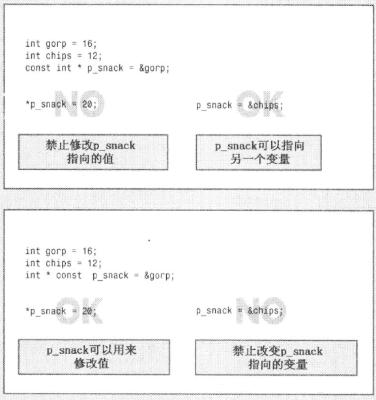 int gorp = 16;
int chips = 12;
const int * p_snack = &gorp;
NO OK
*p_snack = 20; p_snack = &chips;
禁止修改p_snack
指向的值
p_snack可以指向
另一个变量
int gorp = 16;
int chips = 12;
int * const p_snack = &gorp;
OK NO
*p_snack = 20; p_snack = &chips;
p_snack可以用来
修改值
禁止改变p_snack
指向的变量